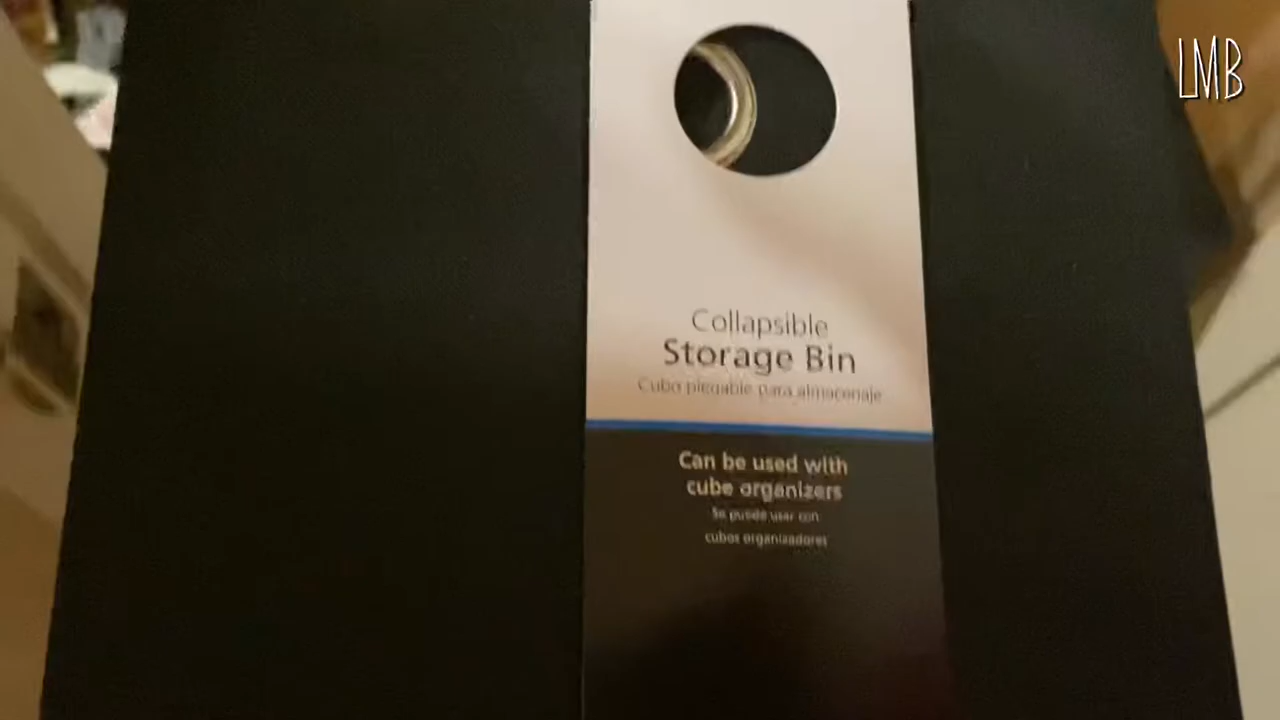 LMB
Collapsible
Storage Bin
Cubo plegable para almacenaje
Can be used with
cube organizers
Se puede usar con
cubos organizadores